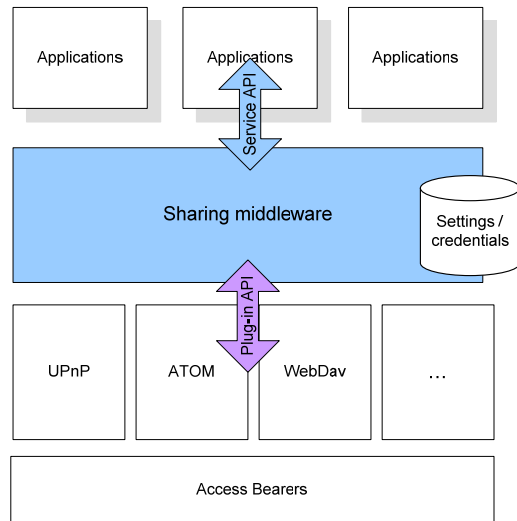 Applications
Applications
Applications
Service API
Sharing middleware
Settings /
credentials
Plug-in API
UPnP
ATOM
WebDav
...
Access Bearers